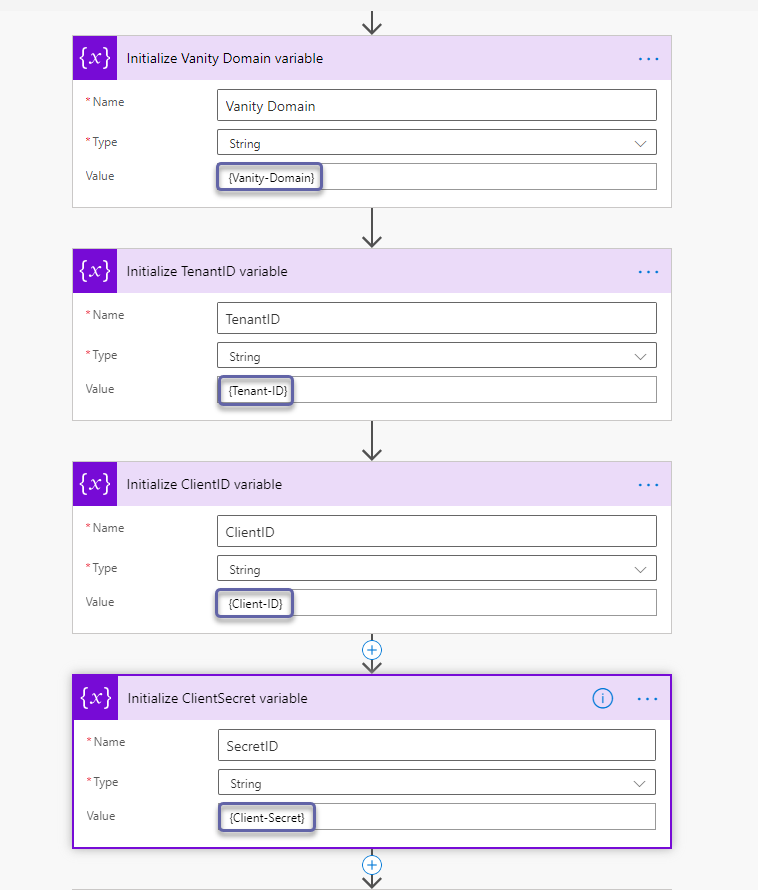 {x} Initialize Vanity Domain variable ...
* Name Vanity Domain
* Type String
Value {Vanity-Domain}
{x} Initialize TenantID variable ...
* Name TenantID
* Type String
Value {Tenant-ID}
{x} Initialize ClientID variable ...
* Name ClientID
* Type String
Value {Client-ID}
{x} Initialize ClientSecret variable i ...
* Name SecretID
* Type String
Value {Client-Secret}